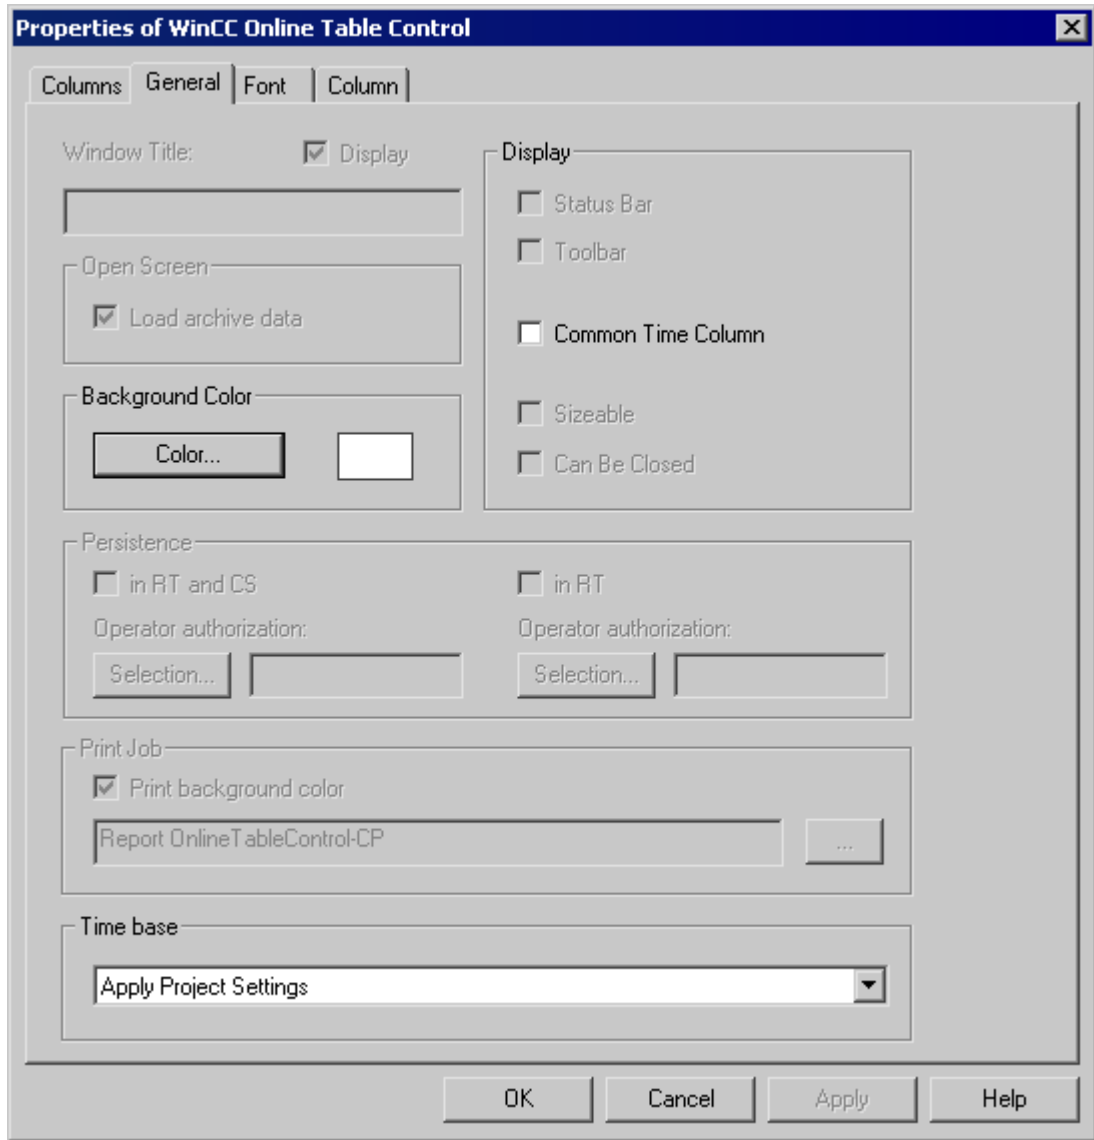 Properties of WinCC Online Table Control
Columns General Font Column
Window Title: Display
Open Screen
Load archive data
Background Color
Color...
Display
Status Bar
Toolbar
Common Time Column
Sizeable
Can Be Closed
Persistence
in RT and CS in RT
Operator authorization: Operator authorization:
Selection... Selection...
Print Job
Print background color
Report OnlineTableControl-CP ...
Time base
Apply Project Settings
OK Cancel Apply Help